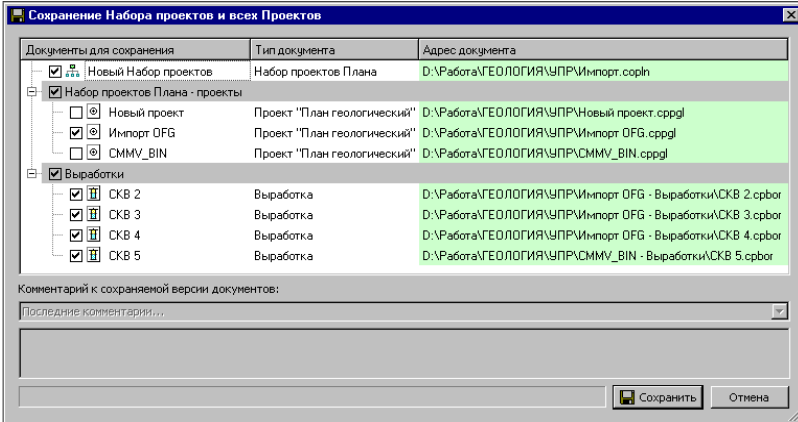 Сохранение Набора проектов и всех Проектов
Документы для сохранения Тип документа Адрес документа
Новый Набор проектов Набор проектов Плана D:\Работа\ГЕОЛОГИЯ\УПР\Импорт.copln
Набор проектов Плана - проекты
Новый проект Проект "План геологический" D:\Работа\ГЕОЛОГИЯ\УПР\Новый проект.cppgl
Импорт OFG Проект "План геологический" D:\Работа\ГЕОЛОГИЯ\УПР\Импорт OFG.cppgl
CMMV_BIN Проект "План геологический" D:\Работа\ГЕОЛОГИЯ\УПР\CMMV_BIN.cppgl
Выработки
СКВ 2 Выработка D:\Работа\ГЕОЛОГИЯ\УПР\Импорт OFG - Выработки\СКВ 2.cpbor
СКВ 3 Выработка D:\Работа\ГЕОЛОГИЯ\УПР\Импорт OFG - Выработки\СКВ 3.cpbor
СКВ 4 Выработка D:\Работа\ГЕОЛОГИЯ\УПР\Импорт OFG - Выработки\СКВ 4.cpbor
СКВ 5 Выработка D:\Работа\ГЕОЛОГИЯ\УПР\CMMV_BIN - Выработки\СКВ 5.cpbor
Комментарий к сохраняемой версии документов:
Последние комментарии...
Сохранить Отмена